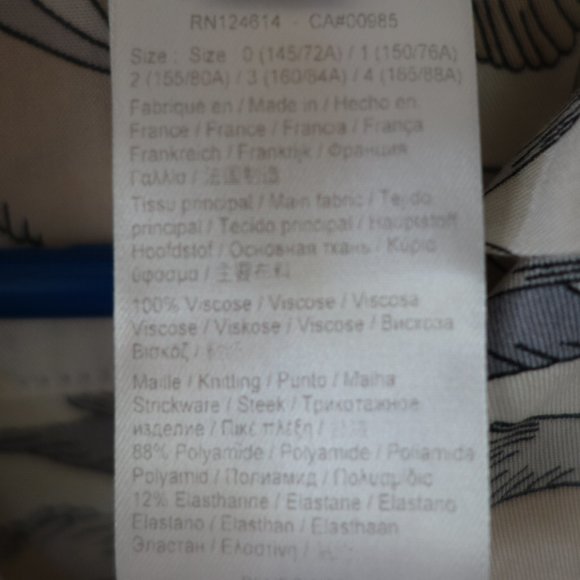 RN124614 - CA#00985
Size : Size 0 (145/72A) / 1 (150/76A)
2 (155/80A) / 3 (160/84A) / 4 (165/88A)
Fabriqué en / Made in / Hecho en:
France / France / Francia / França
Frankreich / Frankrijk / Франция
Γαλλία / 法国制造
Tissu principal / Main fabric / Tejido
principal / Tecido principal / Hauptstoff
Hoofdstof / Основная ткань / Κύριο
ύφασμα / 主要布料
100% Viscose / Viscose / Viscosa
Viscose / Viskose / Viscose / Вискоза
Βισκόζ /
Maille / Knitting / Punto / Malha
Strickware / Steek / Трикотажное
изделие / Πικέ πλέξη /
88% Polyamide / Polyamide / Poliamida
Polyamid / Полиамид / Πολυαμίδιο
12% Elasthanne / Elastane / Elastano
Elastano / Elasthan / Elasthaan
Эластан / Ελαστίνη /